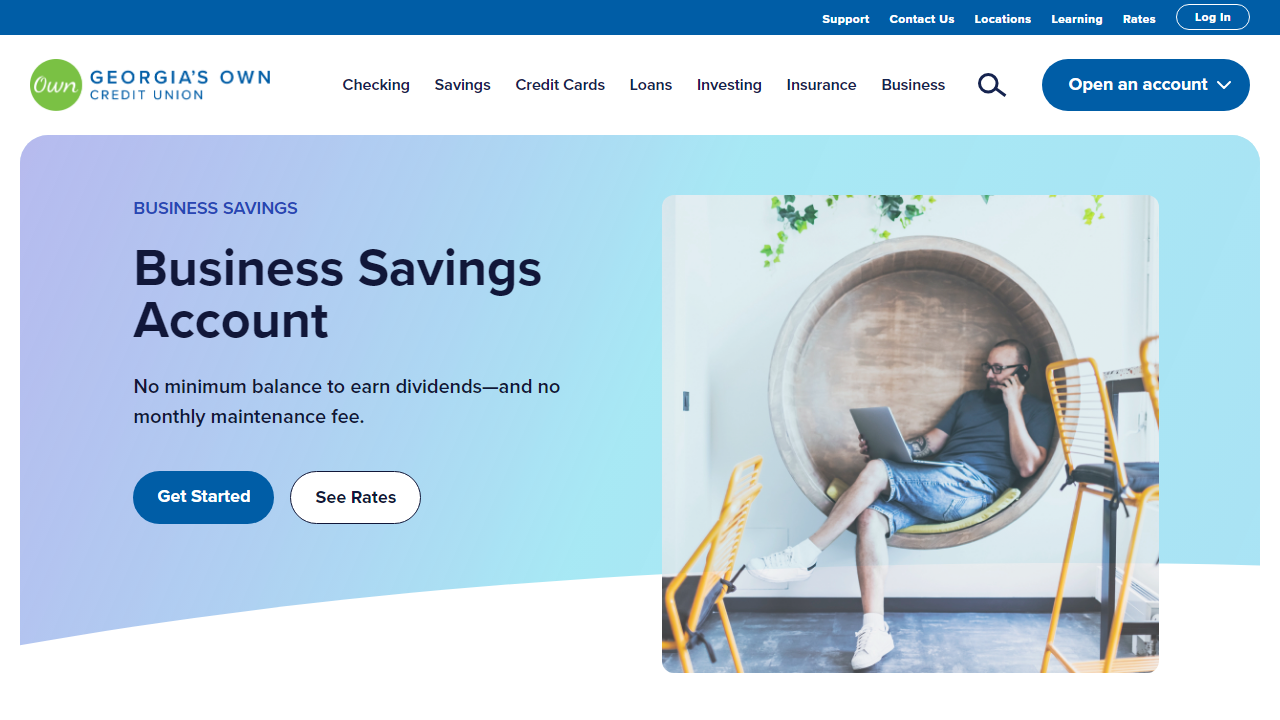 Support Contact Us Locations Learning Rates Log In
Own GEORGIA'S OWN
CREDIT UNION
Checking Savings Credit Cards Loans Investing Insurance Business Open an account
BUSINESS SAVINGS
Business Savings
Account
No minimum balance to earn dividends—and no
monthly maintenance fee.
Get Started See Rates